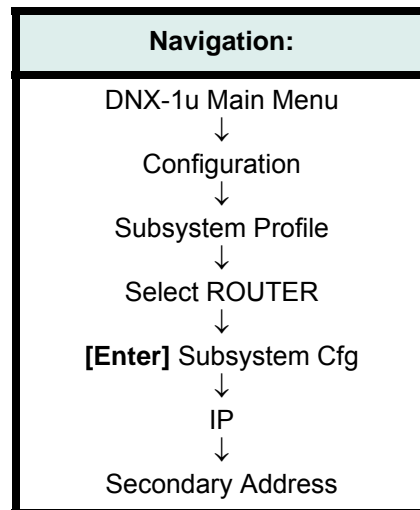 Navigation:
DNX-1u Main Menu
↓
Configuration
↓
Subsystem Profile
↓
Select ROUTER
↓
[Enter] Subsystem Cfg
↓
IP
↓
Secondary Address